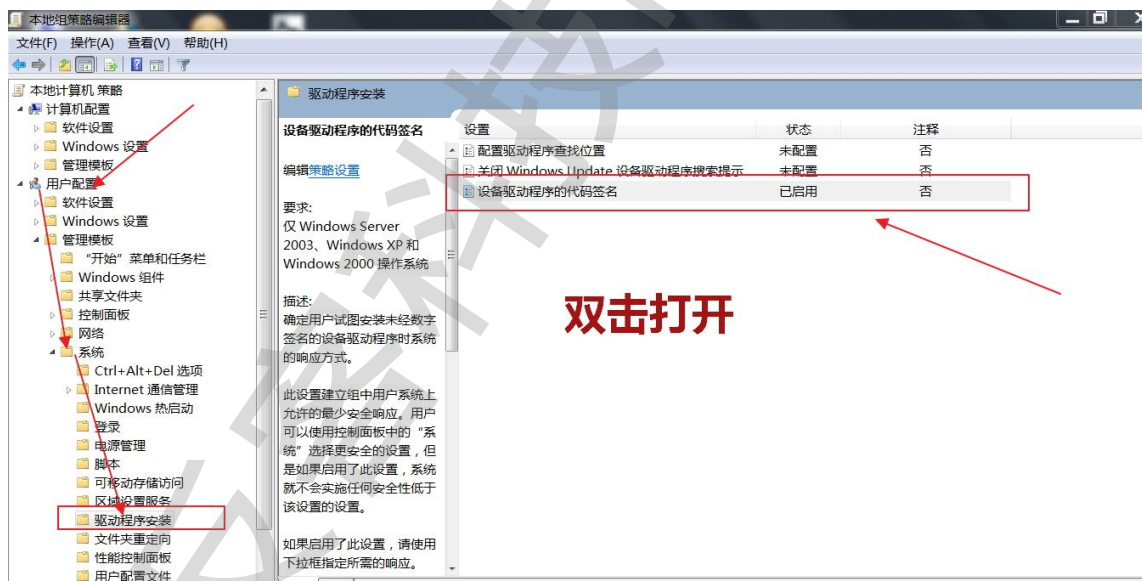 本地组策略编辑器
文件(F) 操作(A) 查看(V) 帮助(H)
本地计算机 策略
计算机配置
软件设置
Windows 设置
管理模板
用户配置
软件设置
Windows 设置
管理模板
“开始”菜单和任务栏
Windows 组件
共享文件夹
控制面板
网络
系统
Ctrl+Alt+Del 选项
Internet 通信管理
Windows 热启动
登录
电源管理
脚本
可移动存储访问
区域设置服务
驱动程序安装
文件夹重定向
性能控制面板
用户配置文件
驱动程序安装
设备驱动程序的代码签名
编辑策略设置
要求:
仅 Windows Server
2003、Windows XP 和
Windows 2000 操作系统
描述:
确定用户试图安装未经数字
签名的设备驱动程序时系统
的响应方式。
此设置建立组中用户系统上
允许的最少安全响应。用户
可以使用控制面板中的“系
统”选择更安全的设置，但
是如果启用了此设置，系统
就不会实施任何安全性低于
该设置的设置。
如果启用了此设置，请使用
下拉框指定所需的响应。
设置 状态 注释
配置驱动程序查找位置 未配置 否
关闭 Windows Update 设备驱动程序搜索提示 未配置 否
设备驱动程序的代码签名 已启用 否
双击打开